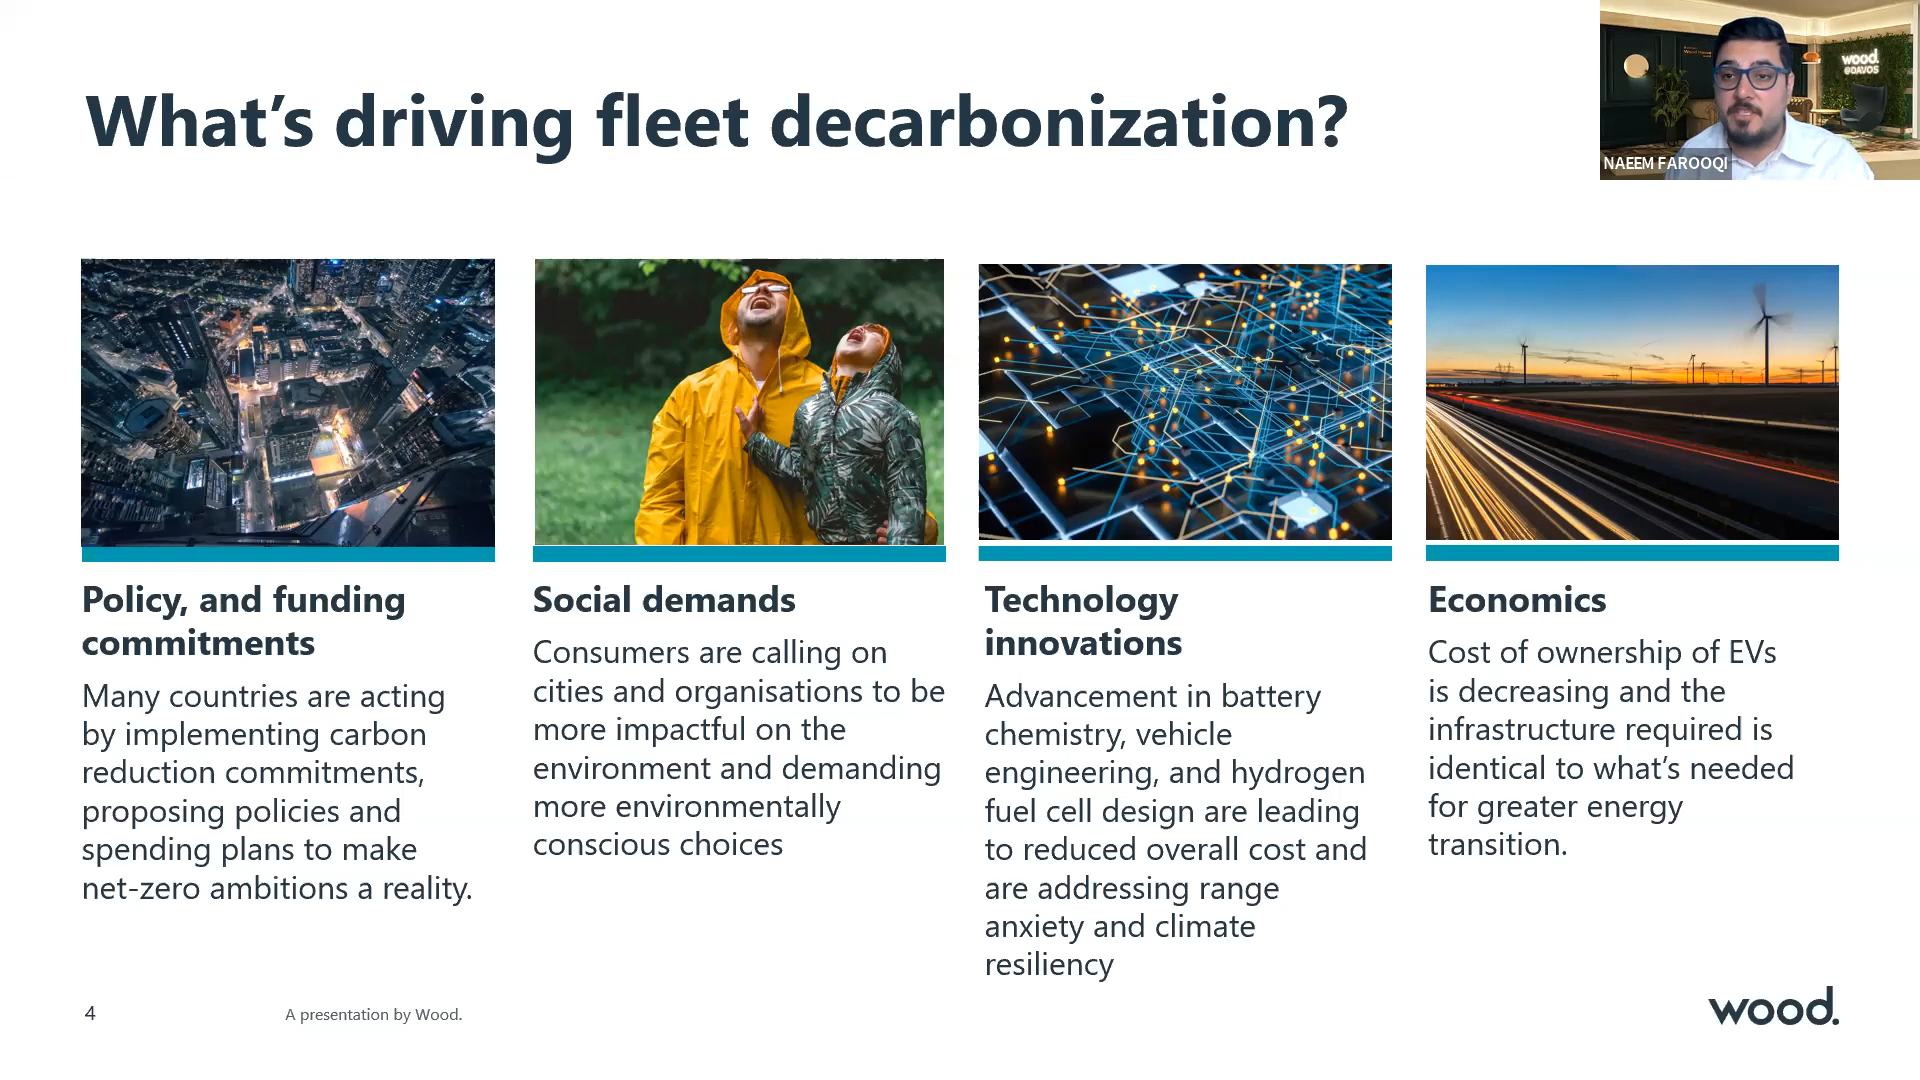 What's driving fleet decarbonization?
wood.
@DAVOS
NAEEM FAROOQI
Policy, and funding
commitments
Many countries are acting
by implementing carbon
reduction commitments,
proposing policies and
spending plans to make
net-zero ambitions a reality.
Social demands
Consumers are calling on
cities and organisations to be
more impactful on the
environment and demanding
more environmentally
conscious choices
Technology
innovations
Advancement in battery
chemistry, vehicle
engineering, and hydrogen
fuel cell design are leading
to reduced overall cost and
are addressing range
anxiety and climate
resiliency
Economics
Cost of ownership of EVs
is decreasing and the
infrastructure required is
identical to what's needed
for greater energy
transition.
4
A presentation by Wood.
wood.